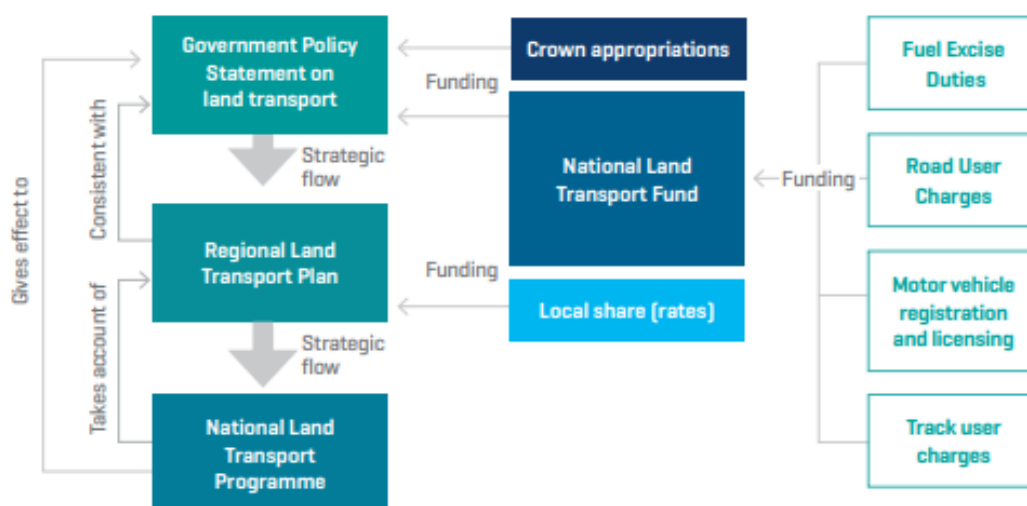 Government Policy
Statement on
land transport
Strategic
flow
Regional Land
Transport Plan
Strategic
flow
National Land
Transport
Programme
Gives effect to
Consistent with
Takes account of
Funding
Funding
Crown appropriations
National Land
Transport Fund
Local share (rates)
Funding
Fuel Excise
Duties
Road User
Charges
Motor vehicle
registration
and licensing
Track user
charges